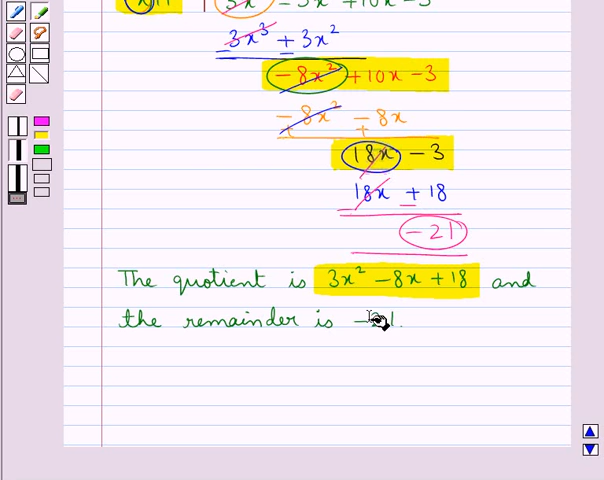 3x³ + 3x²
-8x² + 10x - 3
-8x² - 8x
+ +
18x - 3
18x + 18
- 21
The quotient is 3x² - 8x + 18 and
the remainder is